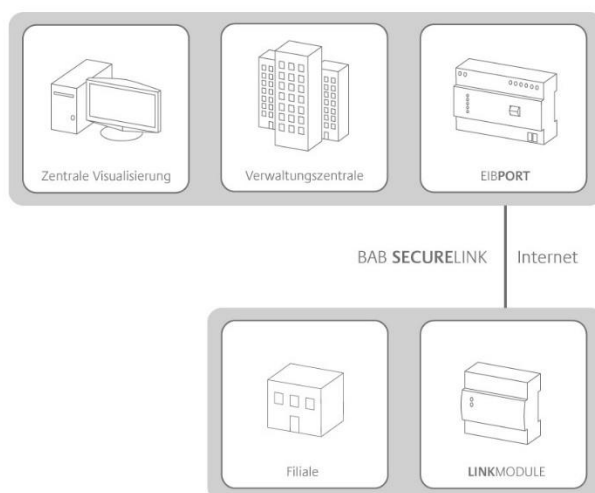 Zentrale Visualisierung
Verwaltungszentrale
EIBPORT
BAB SECURELINK
Internet
Filiale
LINKMODULE